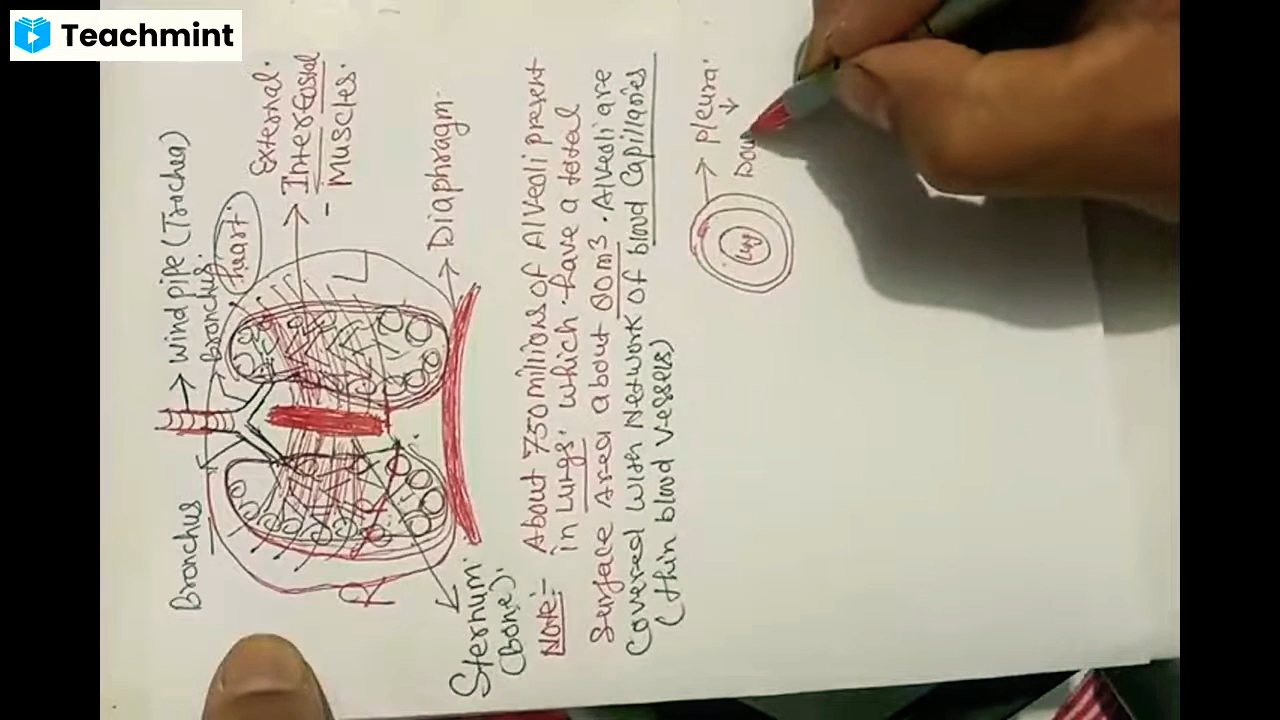 Teachmint
Wind pipe (Trachea)
Bronchus.
Bronchus
heart.
External.
Intercostal
- Muscles.
Diaphragn.
L
R
Sternum.
(Bone).
Note:- About 750 millions of Alveoli present
in Lungs. which have a total
Surface Area about 80m³. Alveoli are
Covered with Network of blood Capillaries
(thin blood vessels)
Pleura.
Dou
Lung